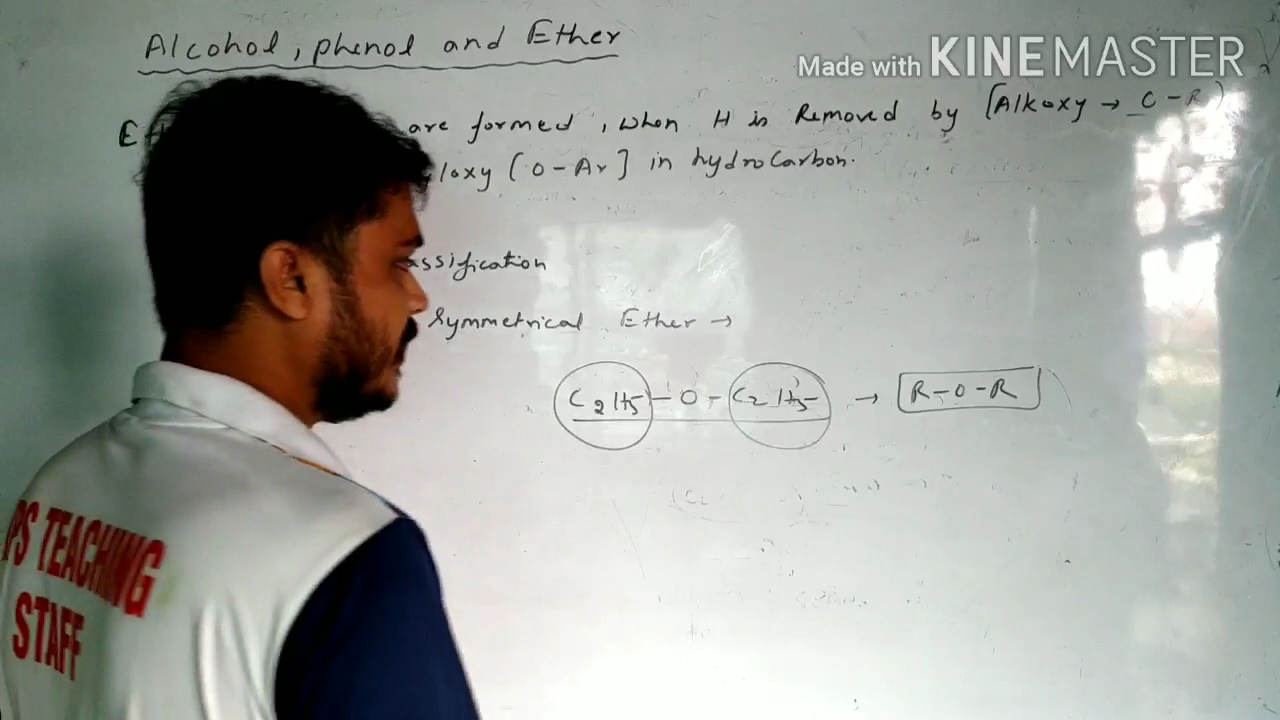 Alcohol, phenol and Ether
Made with KINEMASTER
are formed, when H is Removed by (Alkoxy → O-R)
loxy [O-Ar] in hydrocarbon.
assification
Symmetrical Ether →
C2H5-O-C2H5- → R-O-R
PS TEACHING
STAFF